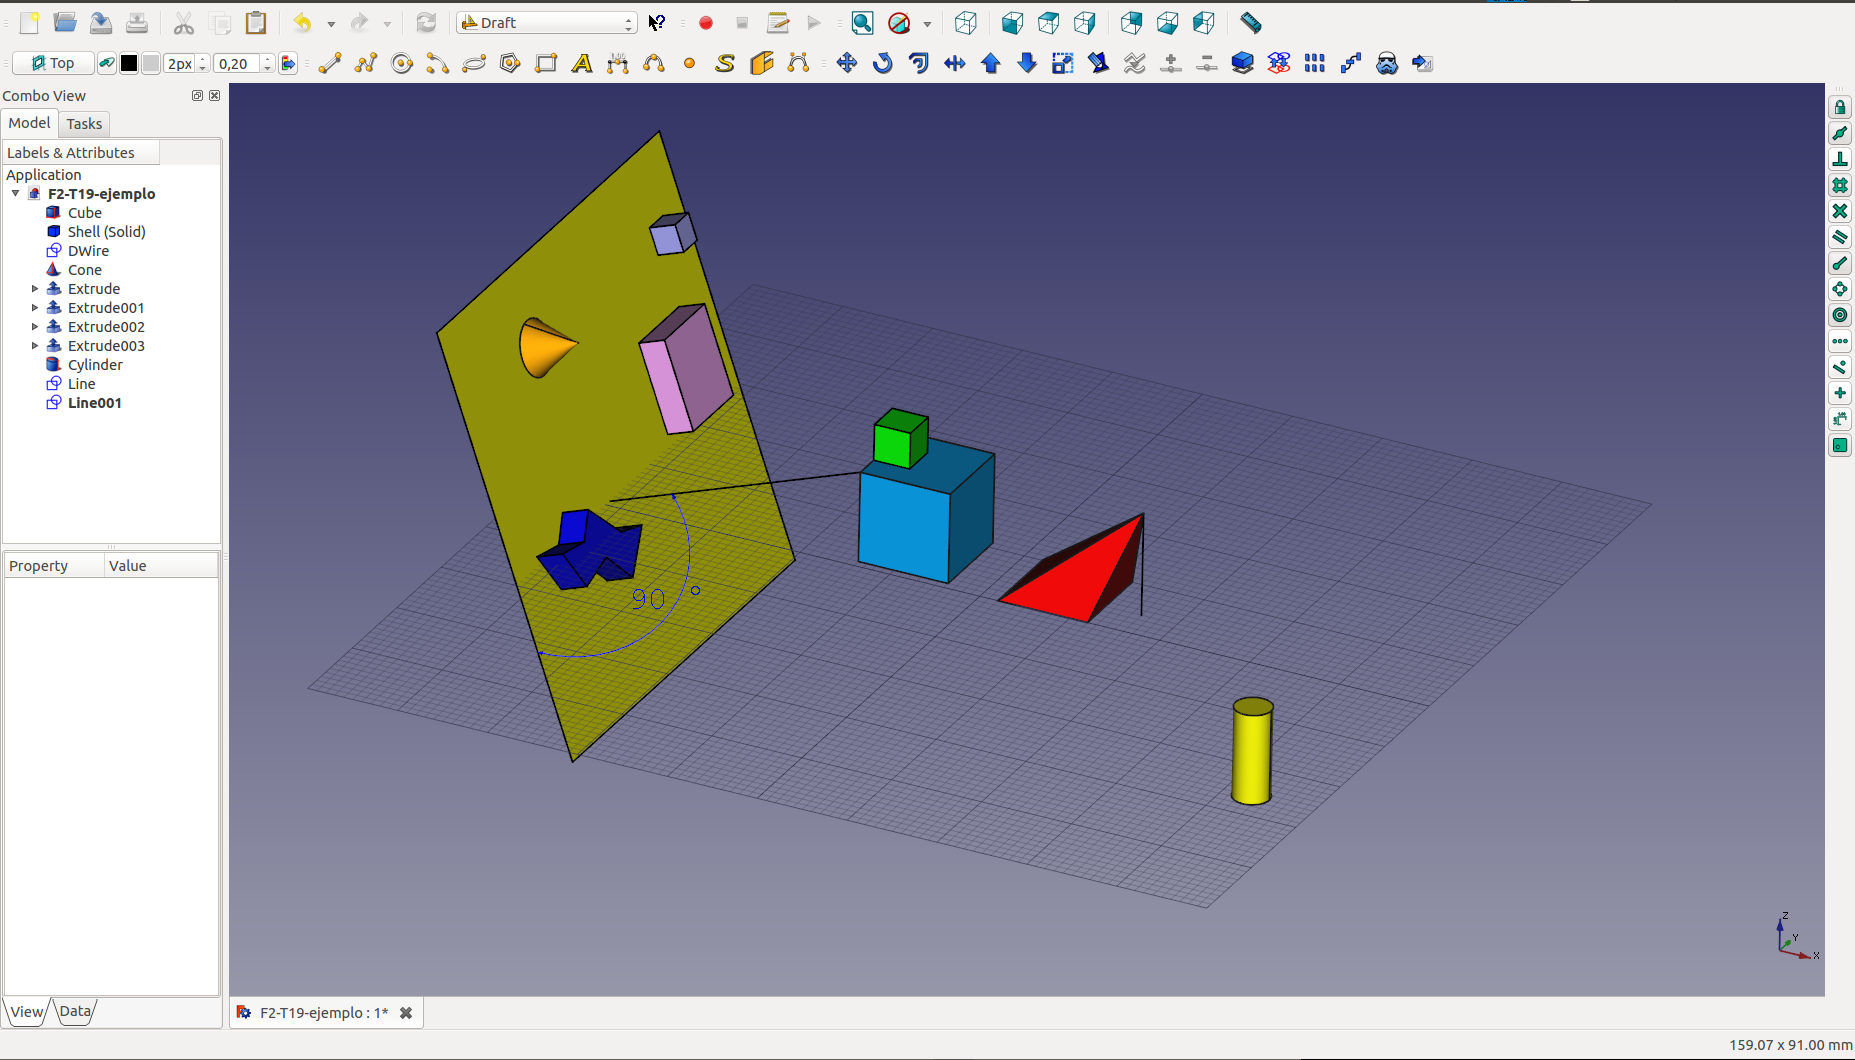 Draft
Top
2px
0,20
Combo View
Model
Tasks
Labels & Attributes
Application
F2-T19-ejemplo
Cube
Shell (Solid)
DWire
Cone
Extrude
Extrude001
Extrude002
Extrude003
Cylinder
Line
Line001
Property
Value
90 °
Z
Y
X
View
Data
F2-T19-ejemplo : 1*
159.07 x 91.00 mm